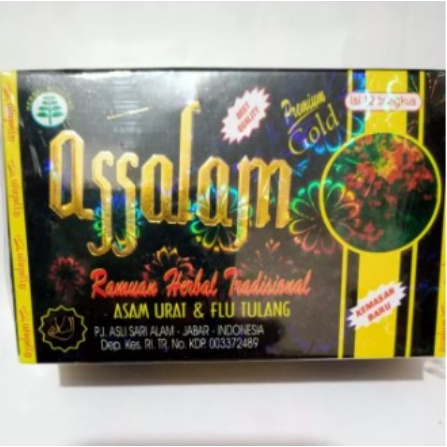 BEST QUALITY
Premium Gold
Isi 12 bungkus
assalam
Ramuan Herbal Tradisional
ASAM URAT & FLU TULANG
PJ. ASLI SARI ALAM - JABAR - INDONESIA
Dep. Kes. RI. TR. No. KDP. 003372489
KEMASAN BARU